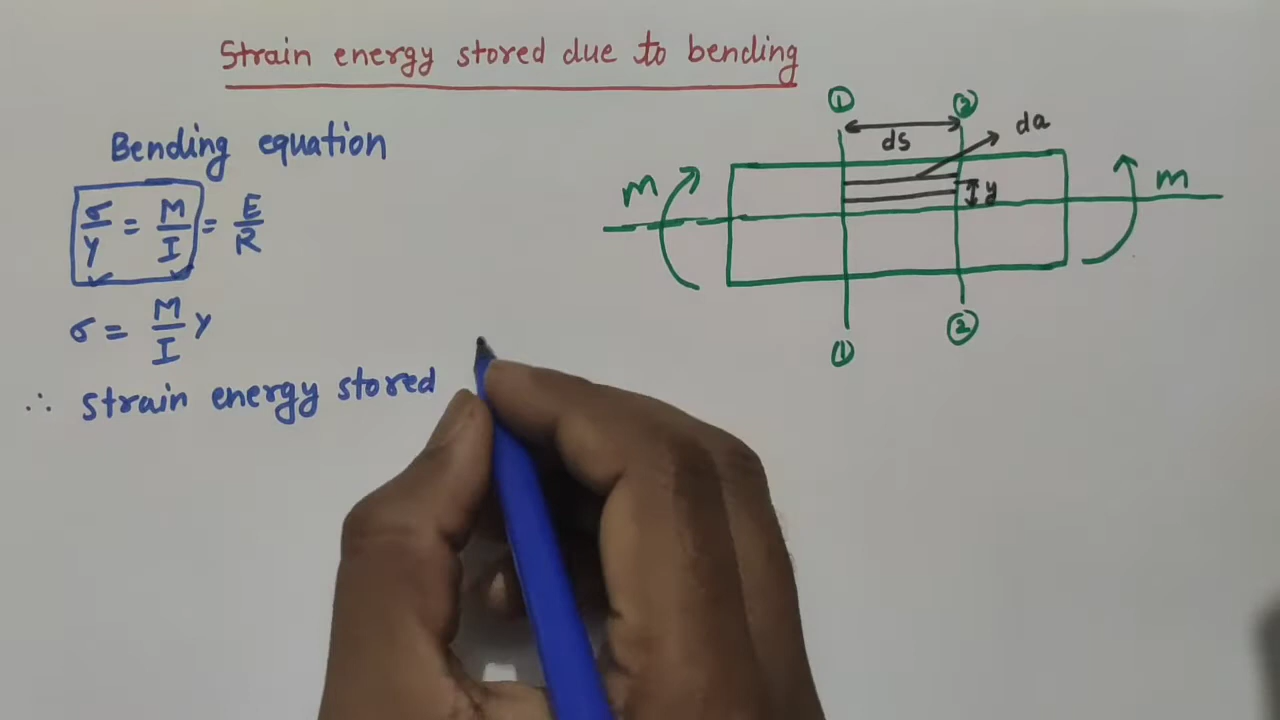 Strain energy stored due to bending
Bending equation
σ/Y = M/I = E/R
σ = M/I Y
∴ strain energy stored
① ②
ds
da
y
m
m
① ②